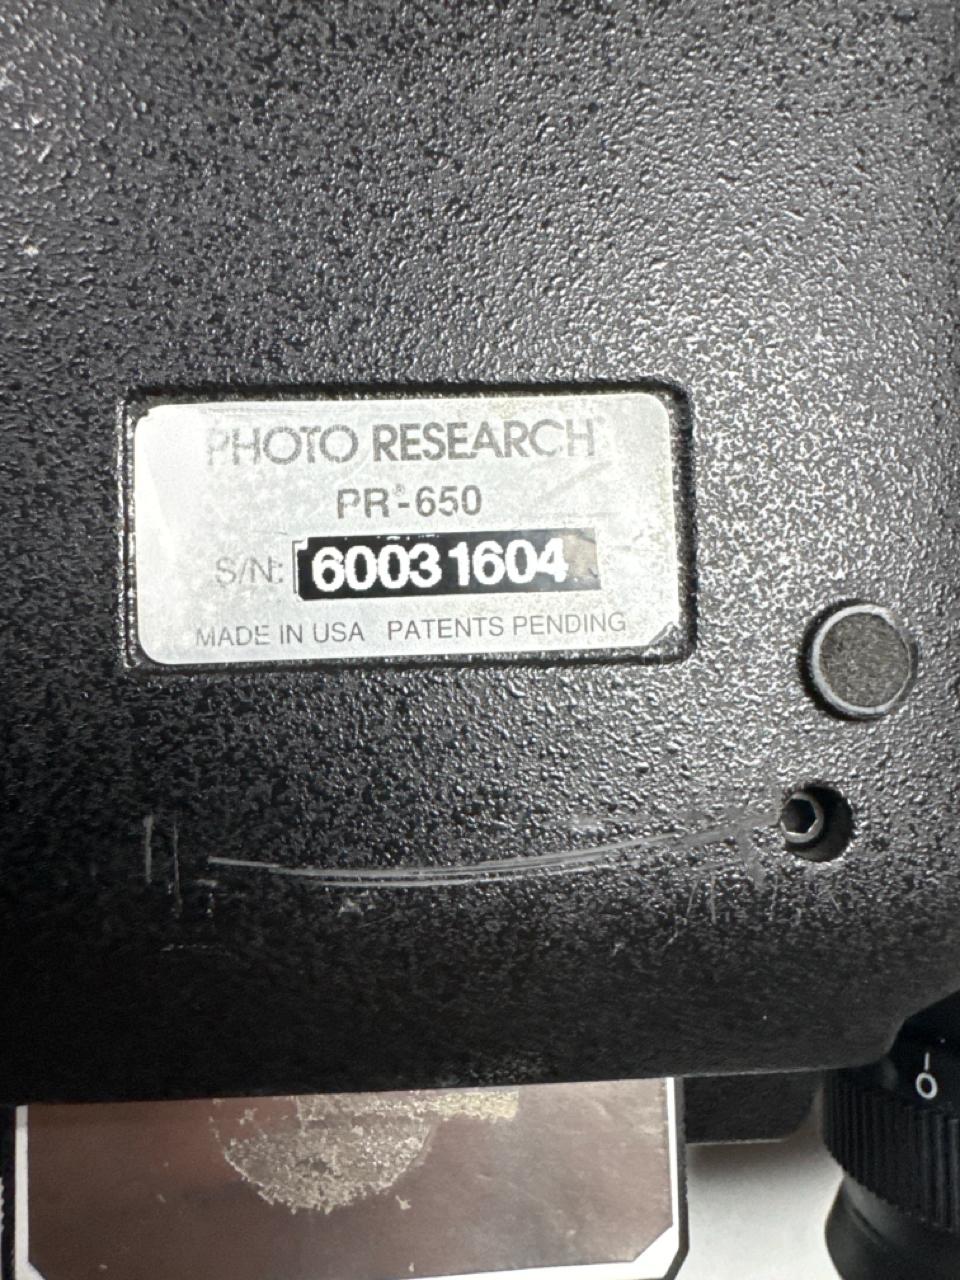 PHOTO RESEARCH®
PR®-650
S/N: 60031604
MADE IN USA PATENTS PENDING
O